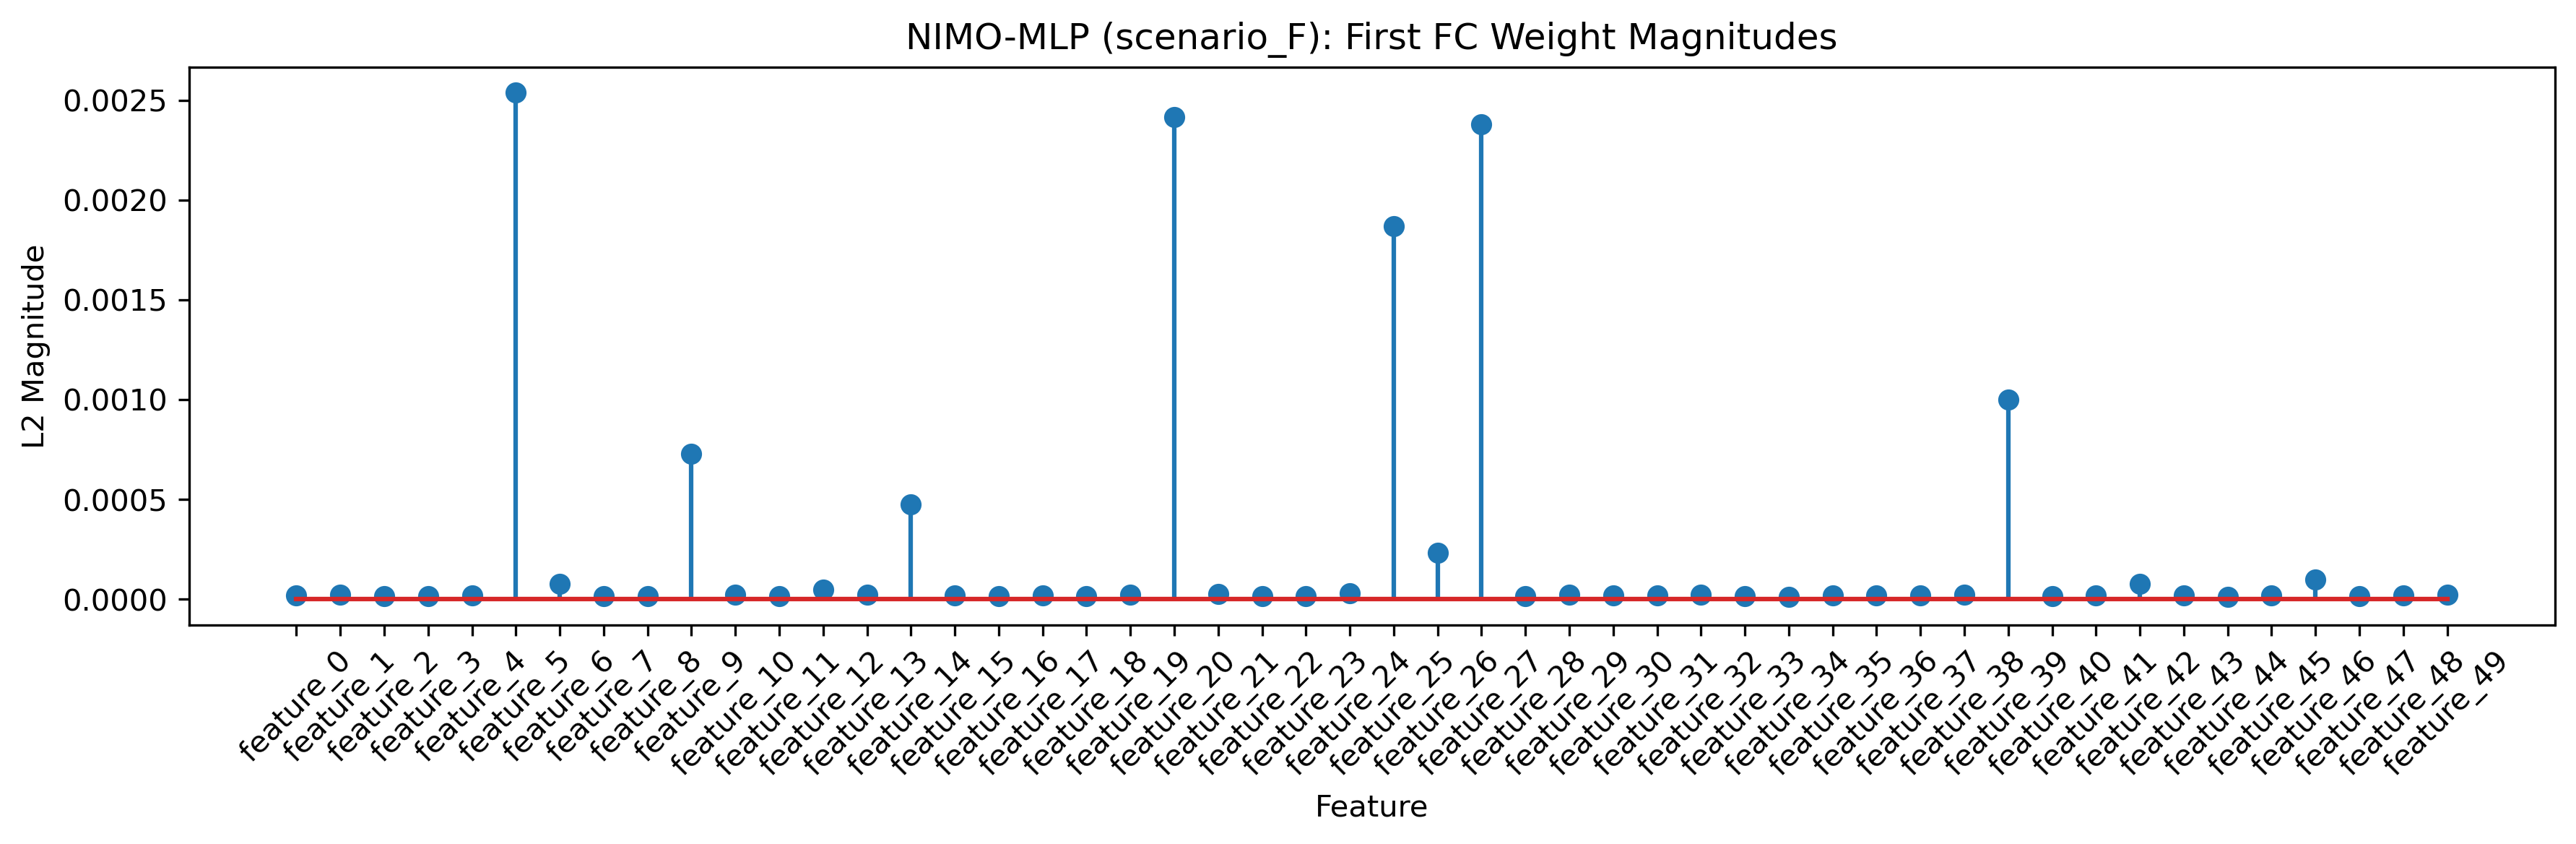 NIMO-MLP (scenario_F): First FC Weight Magnitudes
L2 Magnitude
0.0025
0.0020
0.0015
0.0010
0.0005
0.0000
feature_0
feature_1
feature_2
feature_3
feature_4
feature_5
feature_6
feature_7
feature_8
feature_9
feature_10
feature_11
feature_12
feature_13
feature_14
feature_15
feature_16
feature_17
feature_18
feature_19
feature_20
feature_21
feature_22
feature_23
feature_24
feature_25
feature_26
feature_27
feature_28
feature_29
feature_30
feature_31
feature_32
feature_33
feature_34
feature_35
feature_36
feature_37
feature_38
feature_39
feature_40
feature_41
feature_42
feature_43
feature_44
feature_45
feature_46
feature_47
feature_48
feature_49
Feature